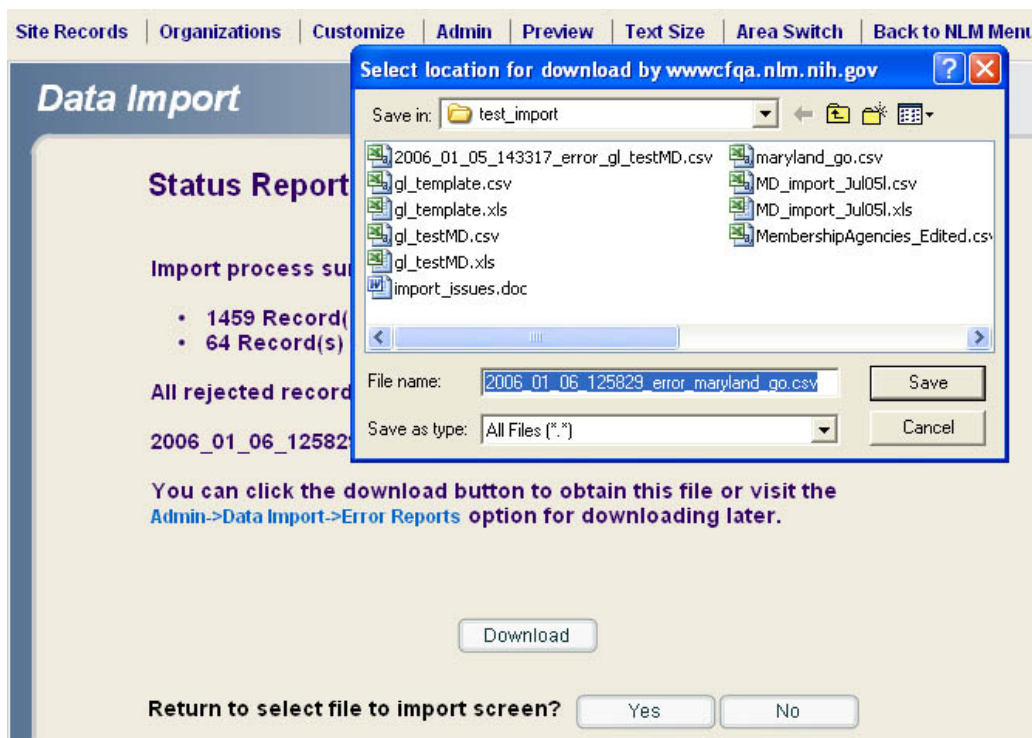 Site Records | Organizations | Customize | Admin | Preview | Text Size | Area Switch | Back to NLM Menu
Data Import
Select location for download by wwwcfqa.nlm.nih.gov
Save in: test_import
2006_01_05_143317_error_gl_testMD.csv
gl_template.csv
gl_template.xls
gl_testMD.csv
gl_testMD.xls
import_issues.doc
maryland_go.csv
MD_import_Jul05l.csv
MD_import_Jul05l.xls
MembershipAgencies_Edited.csv
File name: 2006_01_06_125829_error_maryland_go.csv
Save
Save as type: All Files (*.*)
Cancel
Status Report
Import process su
• 1459 Record(
• 64 Record(s)
All rejected record
2006_01_06_125829
You can click the download button to obtain this file or visit the
Admin->Data Import->Error Reports option for downloading later.
Download
Return to select file to import screen? Yes No